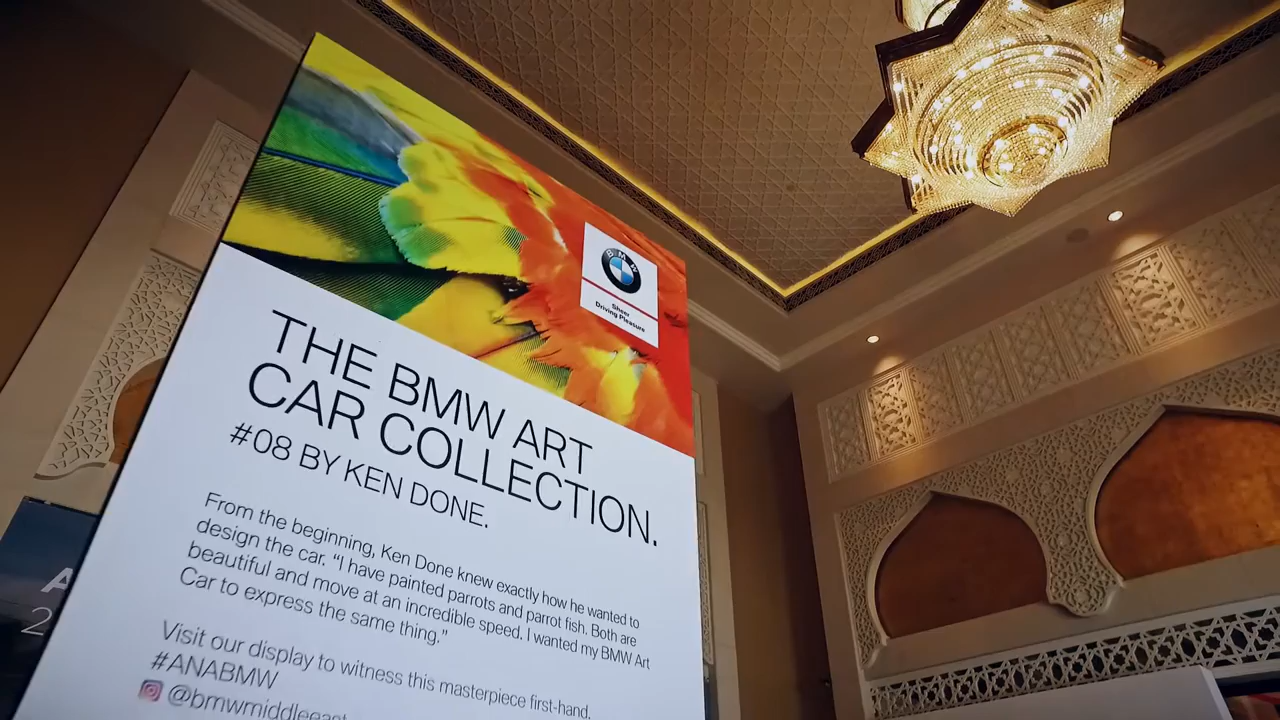 BMW
Sheer
Driving Pleasure
THE BMW ART
CAR COLLECTION.
#08 BY KEN DONE.
From the beginning, Ken Done knew exactly how he wanted to
design the car. “I have painted parrots and parrot fish. Both are
beautiful and move at an incredible speed. I wanted my BMW Art
Car to express the same thing.”
Visit our display to witness this masterpiece first-hand.
#ANABMW
@bmwmiddleeast
A
2